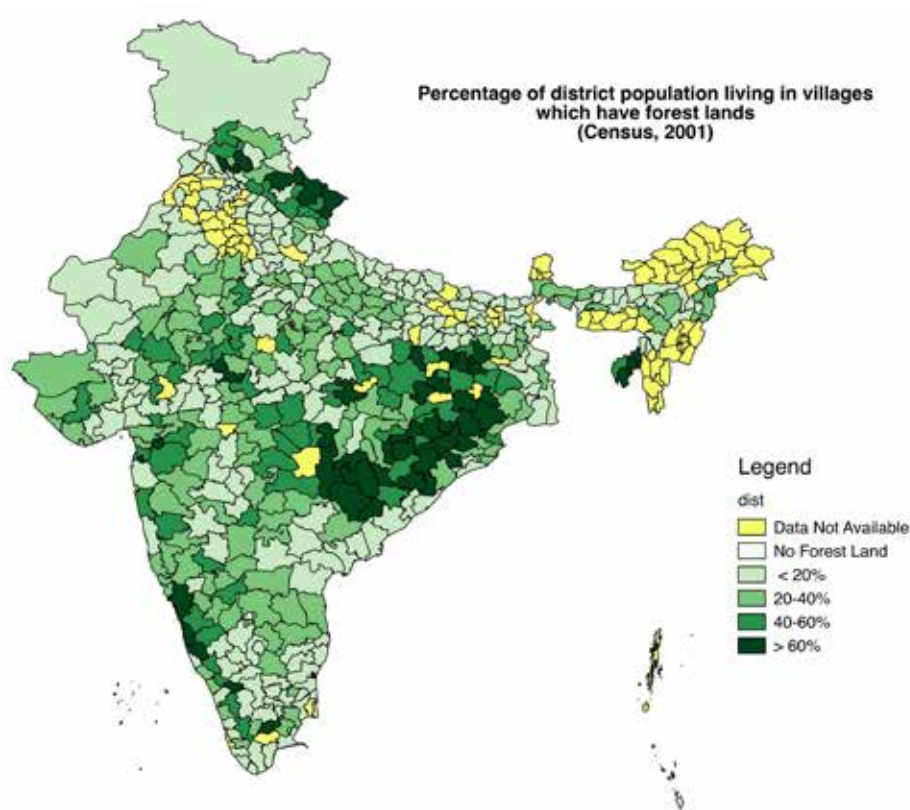 Percentage of district population living in villages
which have forest lands
(Census, 2001)
Legend
dist
Data Not Available
No Forest Land
< 20%
20-40%
40-60%
> 60%